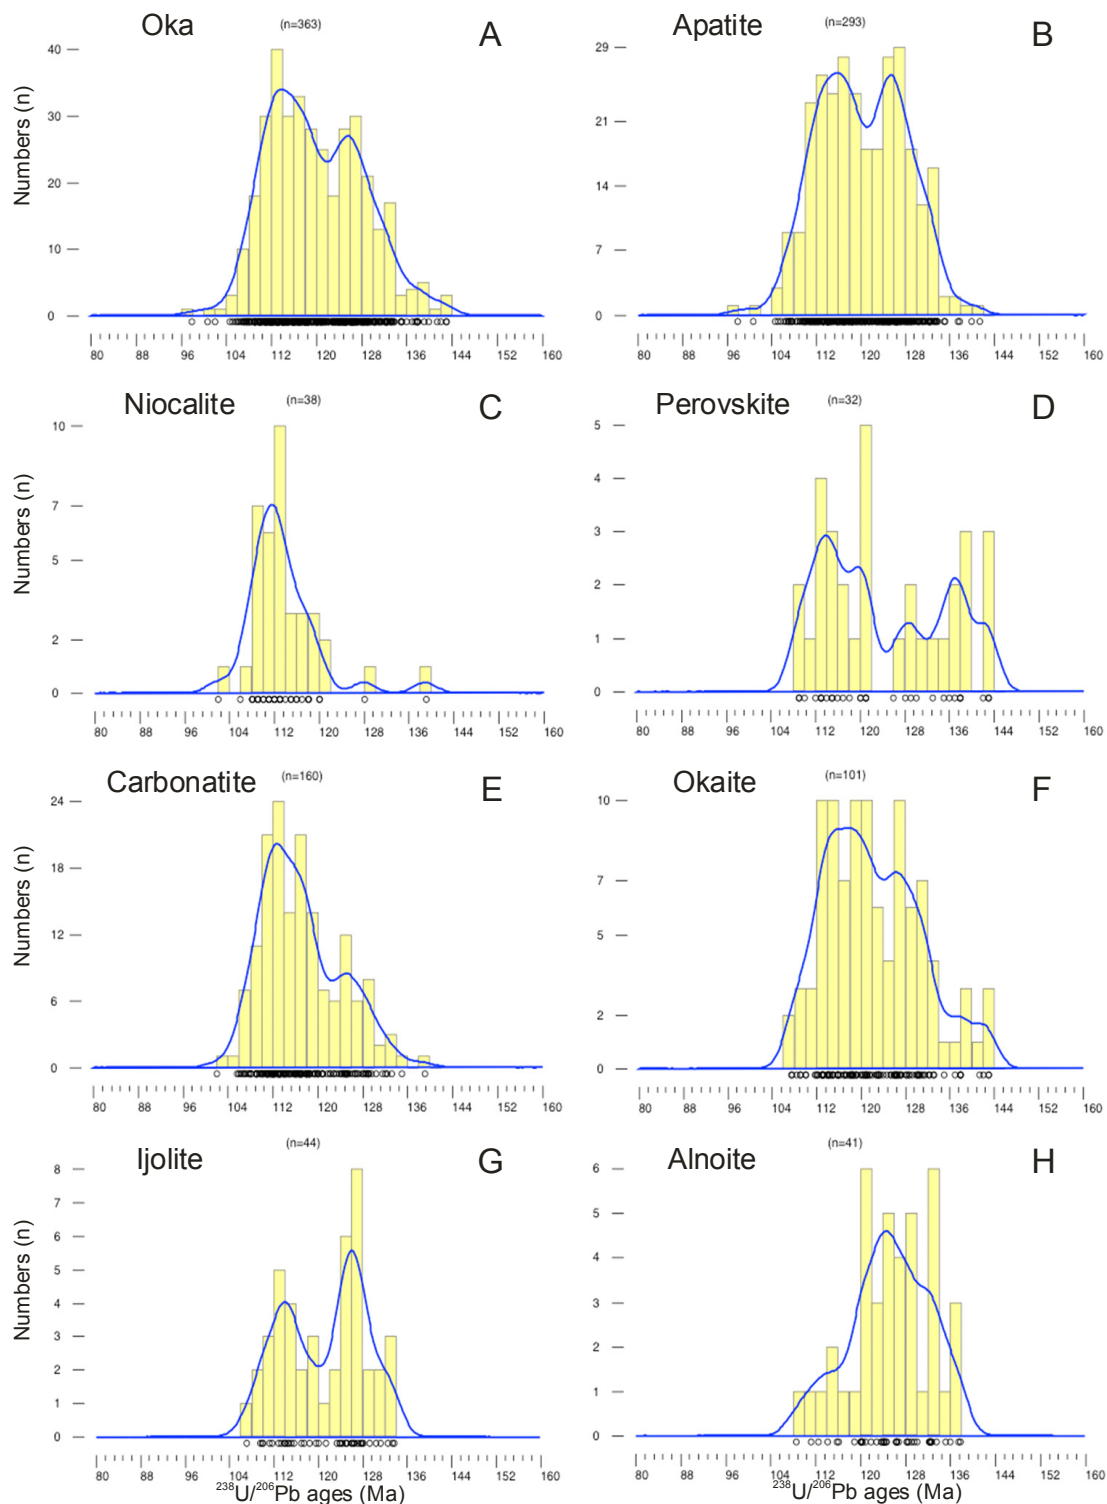 Oka (n=363) A
Numbers (n)
40
30
20
10
0
80 88 96 104 112 120 128 136 144 152 160
Apatite (n=293) B
29
21
14
7
0
80 88 96 104 112 120 128 136 144 152 160
Niocalite (n=38) C
Numbers (n)
10
7
5
2
0
80 88 96 104 112 120 128 136 144 152 160
Perovskite (n=32) D
5
4
3
2
1
0
80 88 96 104 112 120 128 136 144 152 160
Carbonatite (n=160) E
Numbers (n)
24
18
12
6
0
80 88 96 104 112 120 128 136 144 152 160
Okaite (n=101) F
10
7
5
2
0
80 88 96 104 112 120 128 136 144 152 160
Ijolite (n=44) G
Numbers (n)
8
7
6
5
4
3
2
1
0
80 88 96 104 112 120 128 136 144 152 160
²³⁸U/²⁰⁶Pb ages (Ma)
Alnoite (n=41) H
6
5
4
3
2
1
0
80 88 96 104 112 120 128 136 144 152 160
²³⁸U/²⁰⁶Pb ages (Ma)